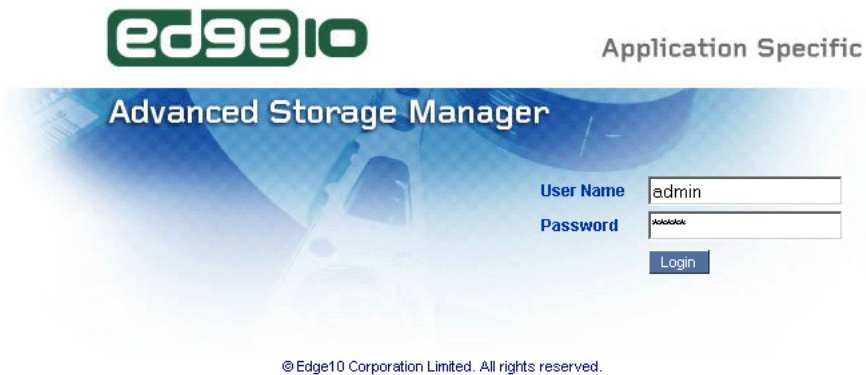 edge10
Application Specific
Advanced Storage Manager
User Name admin
Password ******
Login
© Edge10 Corporation Limited. All rights reserved.